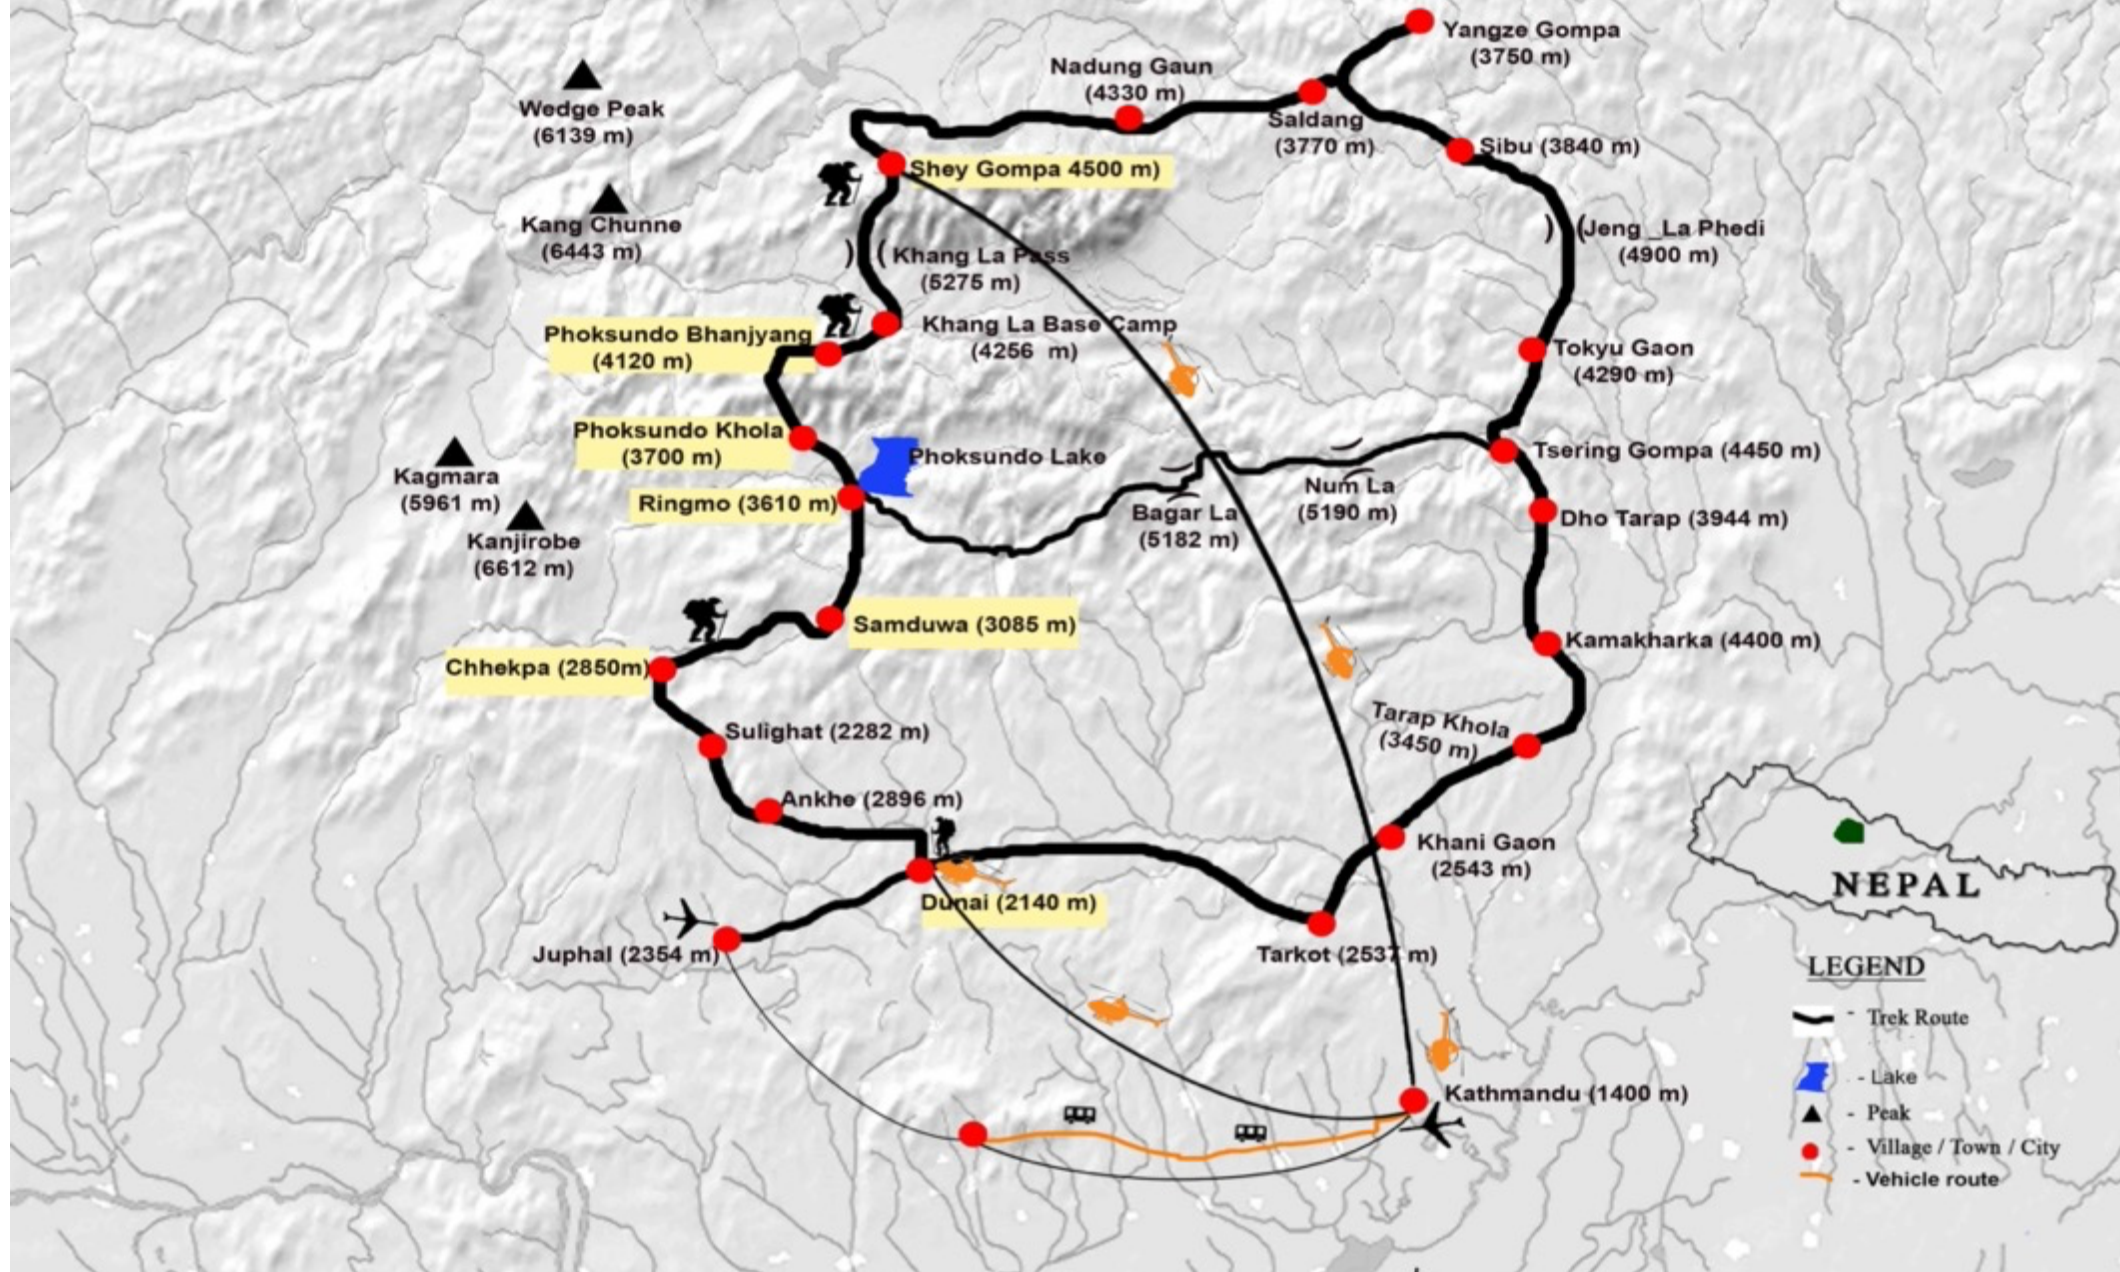 Yangze Gompa
(3750 m)
Nadung Gaun
(4330 m)
Wedge Peak
(6139 m)
Saldang
(3770 m)
Sibu (3840 m)
Shey Gompa 4500 m)
Kang Chunne
(6443 m)
) ( Jeng _La Phedi
(4900 m)
) ( Khang La Pass
(5275 m)
Phoksundo Bhanjyang
(4120 m)
Khang La Base Camp
(4256 m)
Tokyu Gaon
(4290 m)
Phoksundo Khola
(3700 m)
Phoksundo Lake
Tsering Gompa (4450 m)
Kagmara
(5961 m)
Ringmo (3610 m)
Num La
(5190 m)
Bagar La
(5182 m)
Dho Tarap (3944 m)
Kanjirobe
(6612 m)
Samduwa (3085 m)
Kamakharka (4400 m)
Chhekpa (2850m)
Sulighat (2282 m)
Tarap Khola
(3450 m)
Ankhe (2896 m)
Khani Gaon
(2543 m)
Dunai (2140 m)
Juphal (2354 m)
Tarkot (2537 m)
Kathmandu (1400 m)
NEPAL
LEGEND
- Trek Route
- Lake
- Peak
- Village / Town / City
- Vehicle route